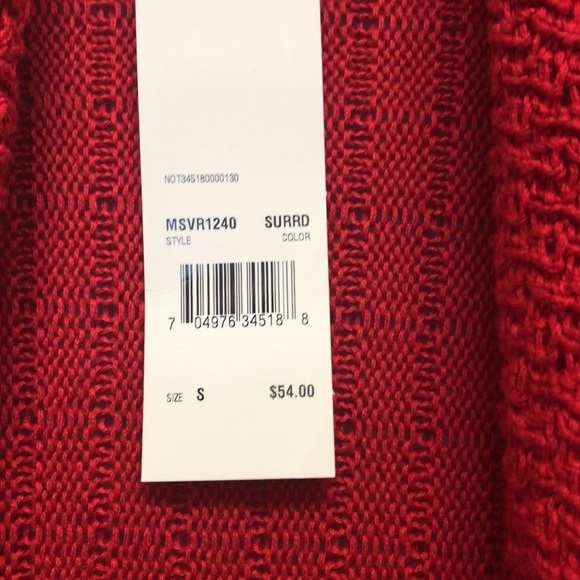 NOT345180000130
MSVR1240 SURRD
STYLE COLOR
7 04976 34518 8
SIZE S $54.00